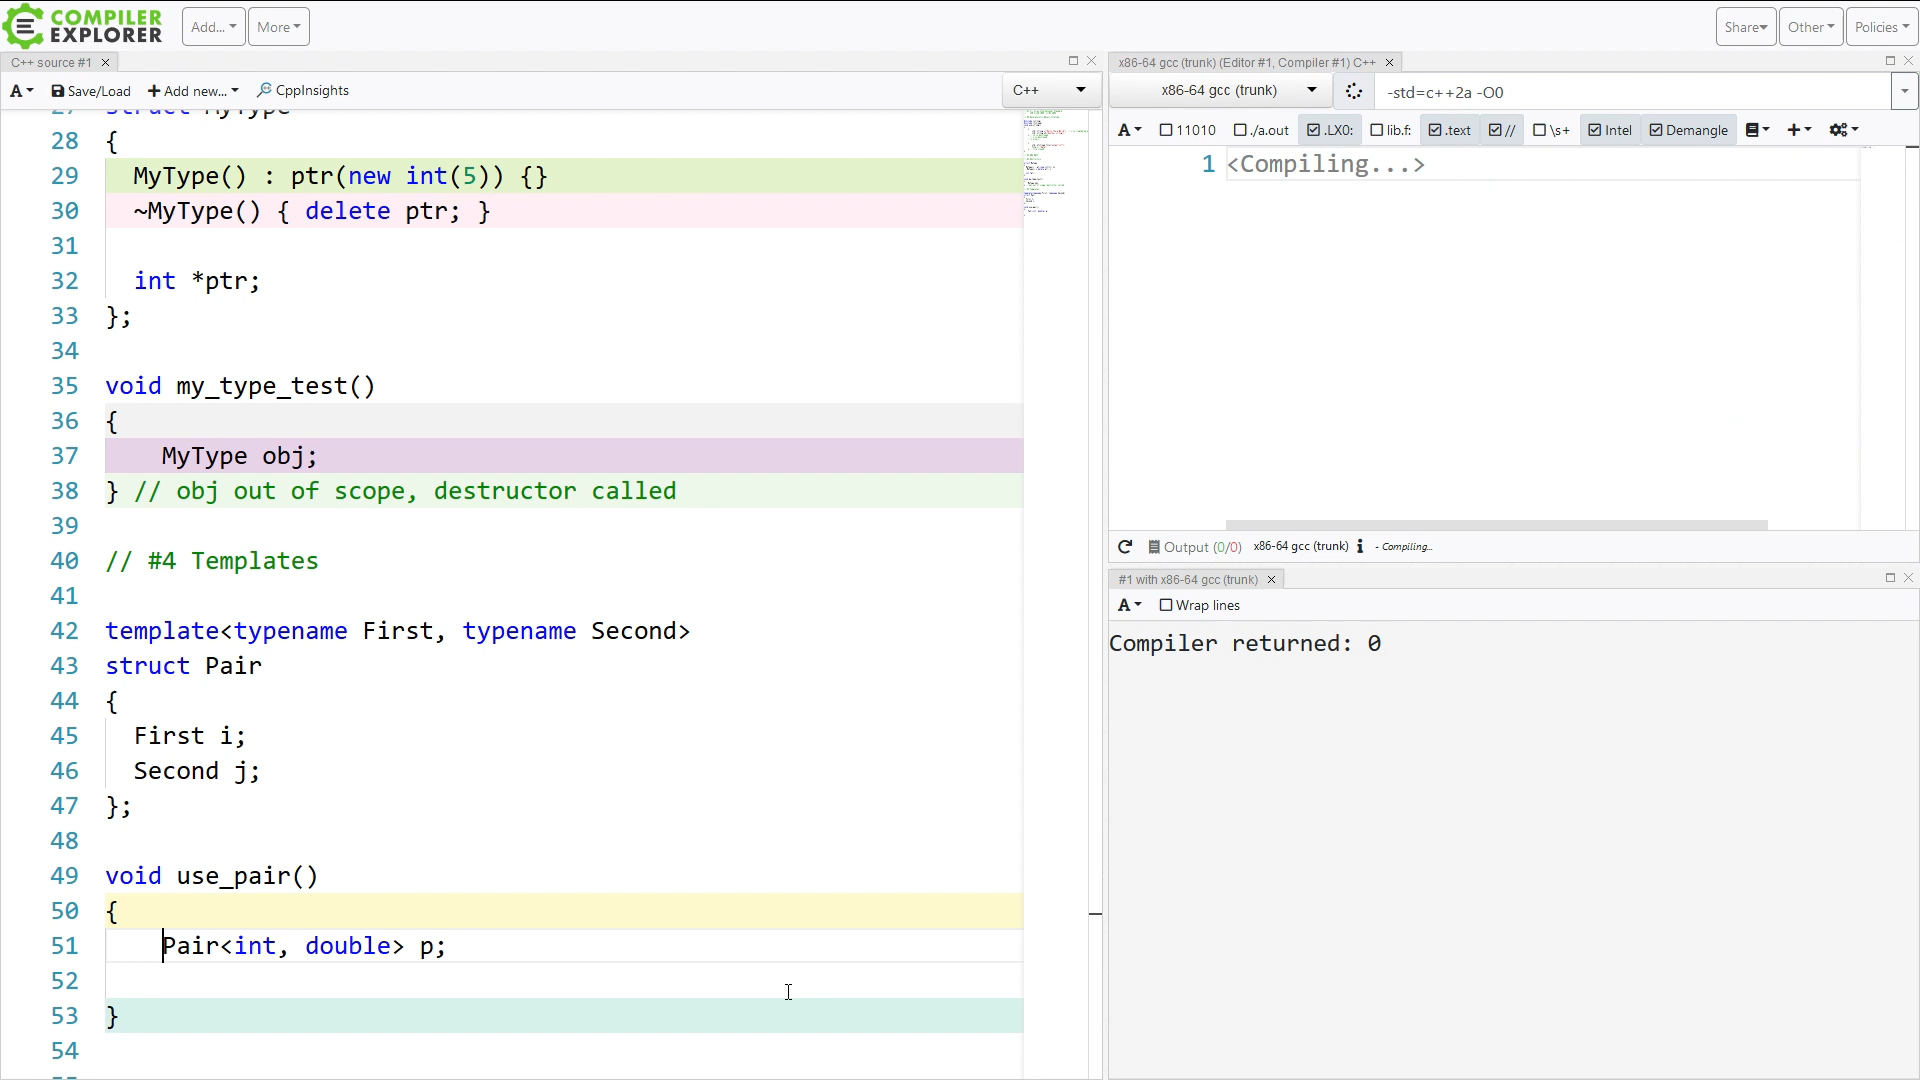 COMPILER
EXPLORER
Add...
More
Share
Other
Policies
C++ source #1
A
Save/Load
Add new...
CppInsights
C++
27 struct MyType
28 {
29 MyType() : ptr(new int(5)) {}
30 ~MyType() { delete ptr; }
31
32 int *ptr;
33 };
34
35 void my_type_test()
36 {
37 MyType obj;
38 } // obj out of scope, destructor called
39
40 // #4 Templates
41
42 template<typename First, typename Second>
43 struct Pair
44 {
45 First i;
46 Second j;
47 };
48
49 void use_pair()
50 {
51 Pair<int, double> p;
52
53 }
54
x86-64 gcc (trunk) (Editor #1, Compiler #1) C++
x86-64 gcc (trunk)
-std=c++2a -O0
A
11010
./a.out
.LX0:
lib.f:
.text
//
\s+
Intel
Demangle
1 <Compiling...>
Output (0/0) x86-64 gcc (trunk) i - Compiling...
#1 with x86-64 gcc (trunk)
A
Wrap lines
Compiler returned: 0